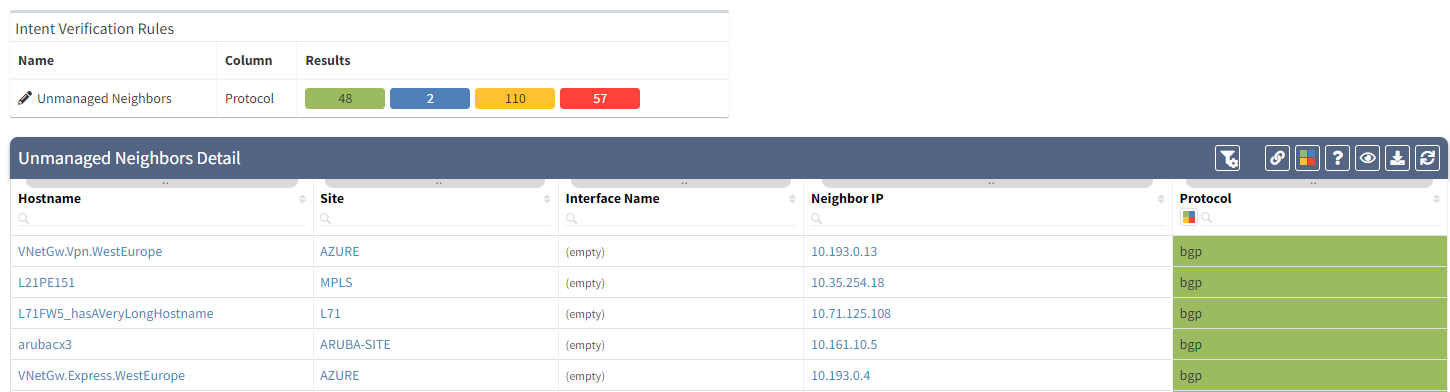 Intent Verification Rules
Name Column Results
Unmanaged Neighbors Protocol 48 2 110 57
Unmanaged Neighbors Detail
Hostname Site Interface Name Neighbor IP Protocol
VNetGw.Vpn.WestEurope AZURE (empty) 10.193.0.13 bgp
L21PE151 MPLS (empty) 10.35.254.18 bgp
L71FW5_hasAVeryLongHostname L71 (empty) 10.71.125.108 bgp
arubacx3 ARUBA-SITE (empty) 10.161.10.5 bgp
VNetGw.Express.WestEurope AZURE (empty) 10.193.0.4 bgp